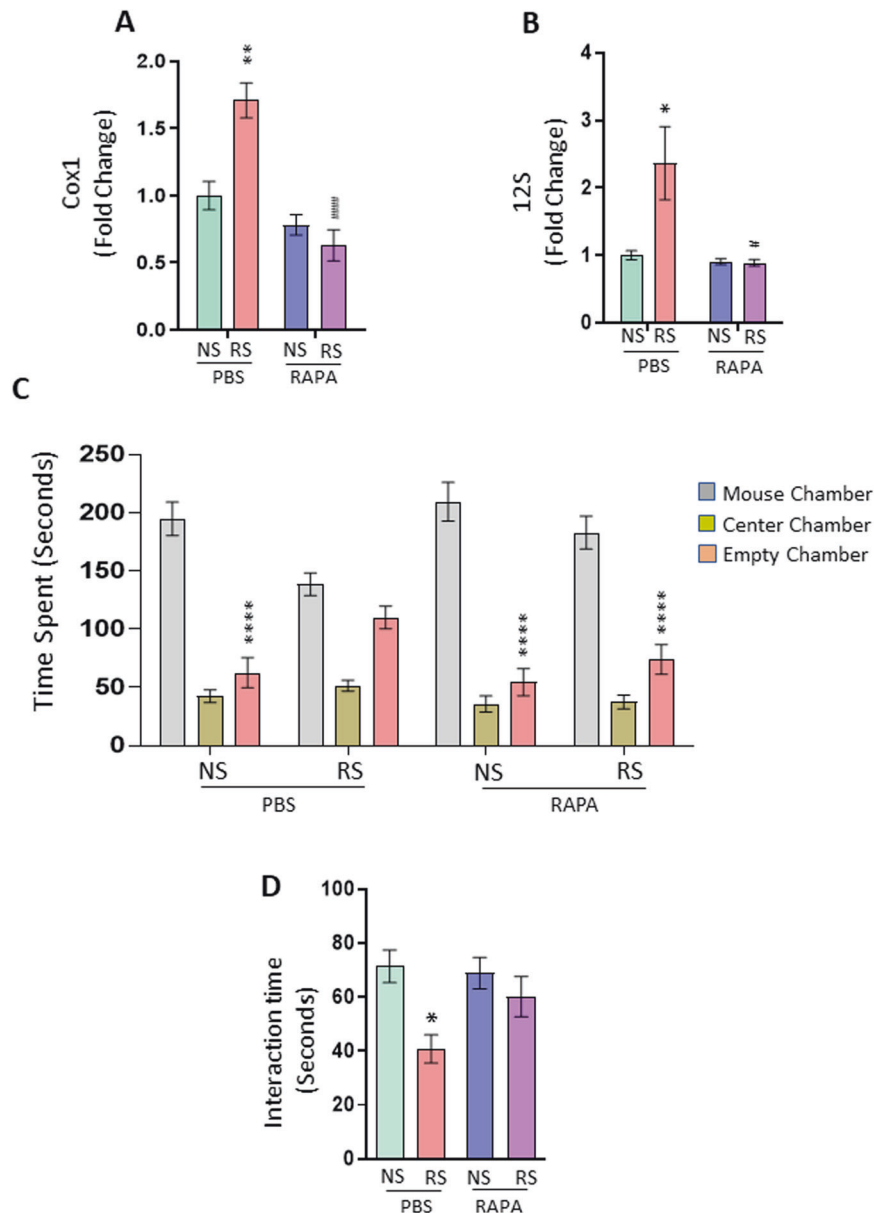 A
Cox1
(Fold Change)
2.0
1.5
1.0
0.5
0.0
**
NS RS NS RS
PBS RAPA
B
12S
(Fold Change)
4
3
2
1
0
*
#
NS RS NS RS
PBS RAPA
C
Time Spent (Seconds)
250
200
150
100
50
0
****
****
****
NS RS NS RS
PBS RAPA
Mouse Chamber
Center Chamber
Empty Chamber
D
Interaction time
(Seconds)
100
80
60
40
20
0
*
NS RS NS RS
PBS RAPA